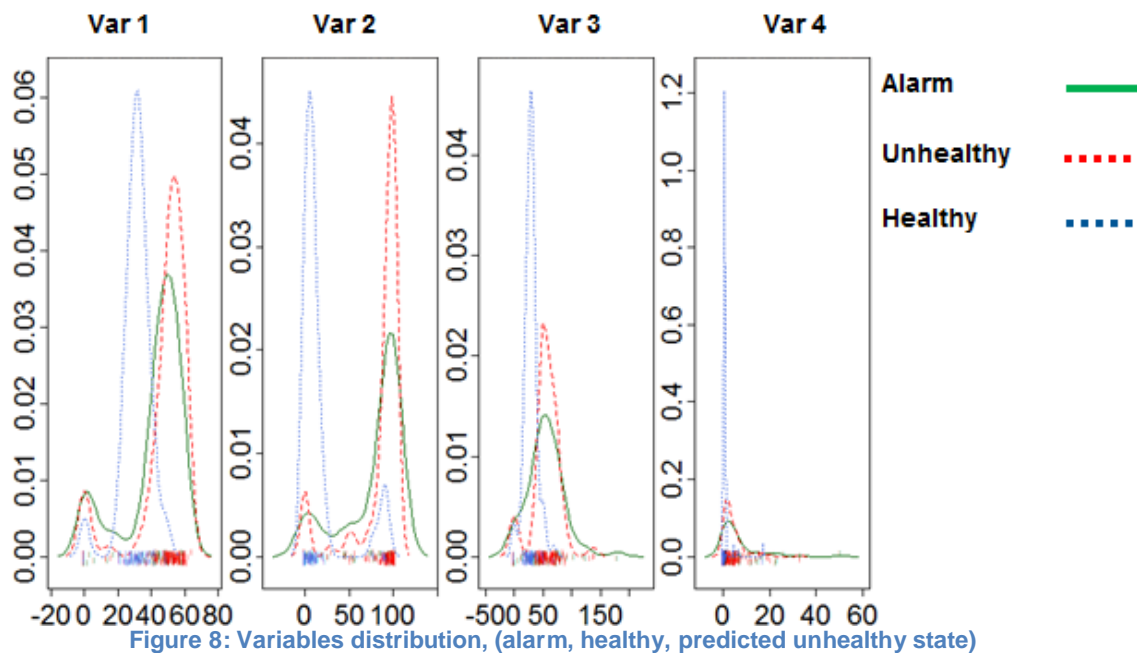 Var 1 Var 2 Var 3 Var 4
Alarm
Unhealthy
Healthy
0.00 0.01 0.02 0.03 0.04 0.05 0.06
-20 0 20 40 60 80
0.00 0.01 0.02 0.03 0.04
0 50 100
0.00 0.01 0.02 0.03 0.04
-50 0 50 150
0.0 0.2 0.4 0.6 0.8 1.0 1.2
0 20 40 60
Figure 8: Variables distribution, (alarm, healthy, predicted unhealthy state)